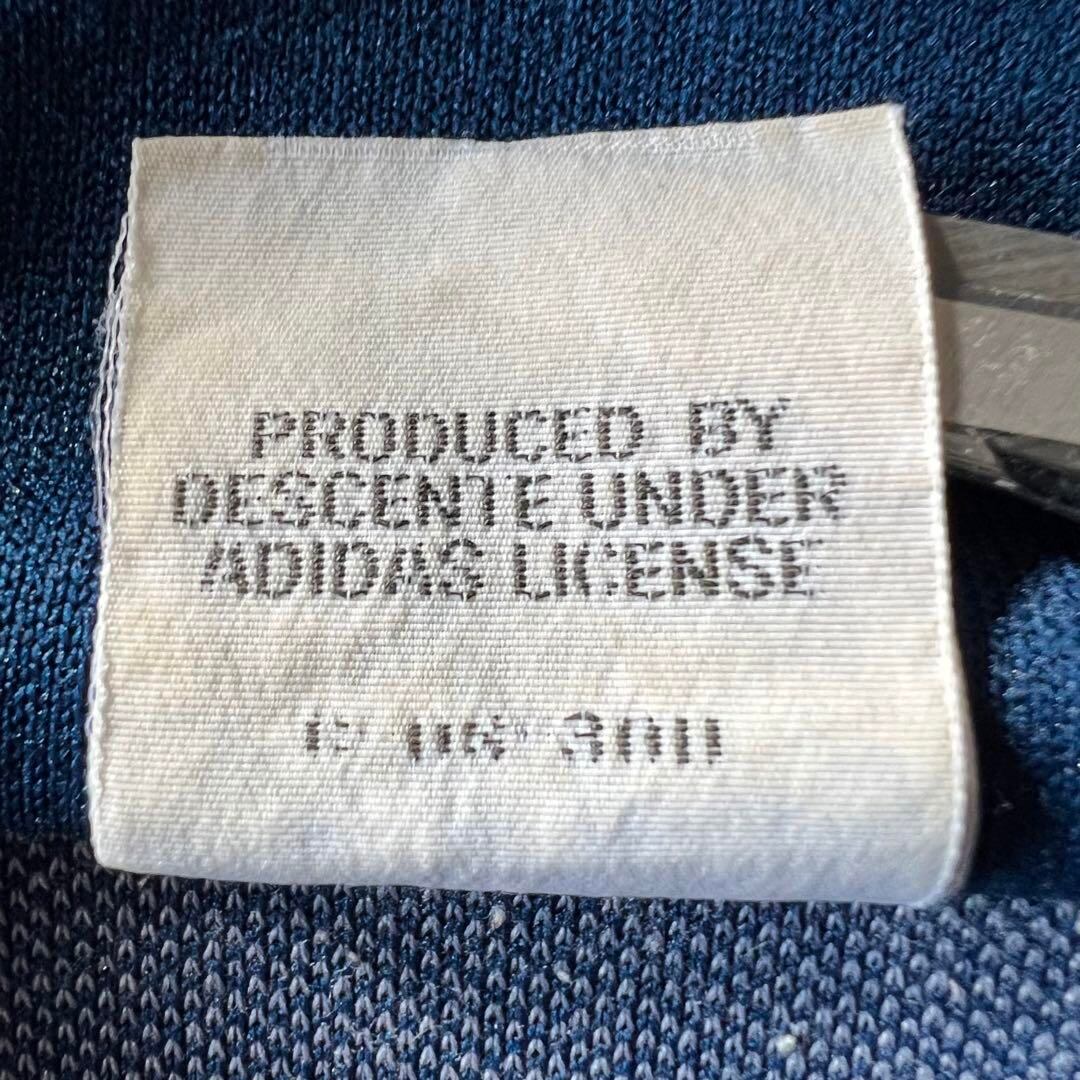 PRODUCED BY
DESCENTE UNDER
ADIDAS LICENSE